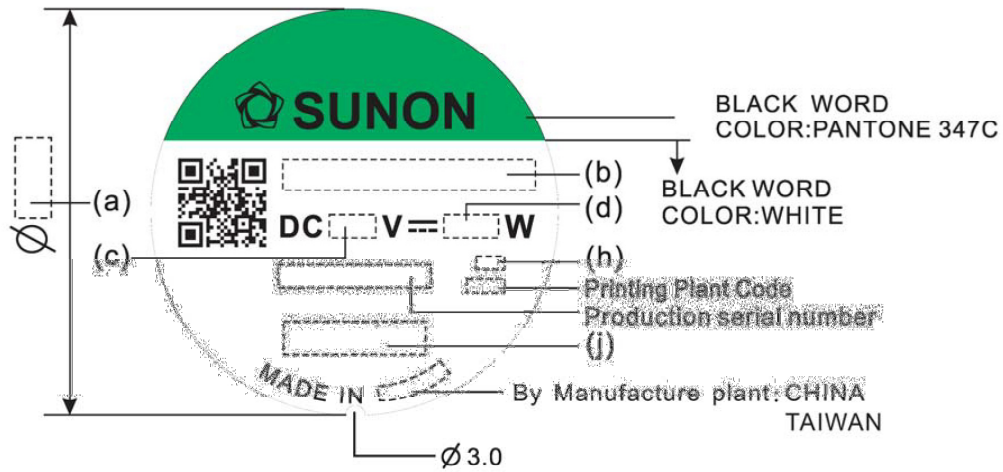 SUNON
BLACK WORD
COLOR:PANTONE 347C
(b)
BLACK WORD
COLOR:WHITE
(a)
(d)
DC V W
Ø
(c)
(h)
Printing Plant Code
Production serial number
(j)
MADE IN
By Manufacture plant: CHINA
TAIWAN
Ø 3.0